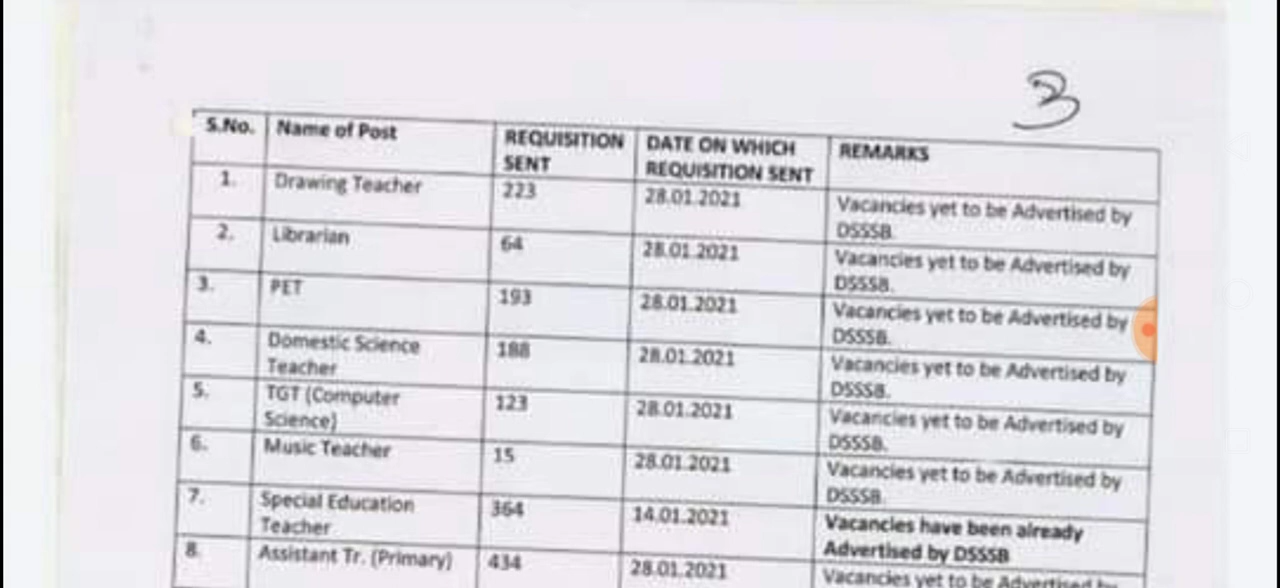 3
S.No. Name of Post REQUISITION SENT DATE ON WHICH REQUISITION SENT REMARKS
1. Drawing Teacher 223 28.01.2021 Vacancies yet to be Advertised by DSSSB.
2. Librarian 64 28.01.2021 Vacancies yet to be Advertised by DSSSB.
3. PET 193 28.01.2021 Vacancies yet to be Advertised by DSSSB.
4. Domestic Science Teacher 188 28.01.2021 Vacancies yet to be Advertised by DSSSB.
5. TGT (Computer Science) 123 28.01.2021 Vacancies yet to be Advertised by DSSSB.
6. Music Teacher 15 28.01.2021 Vacancies yet to be Advertised by DSSSB.
7. Special Education Teacher 364 14.01.2021 Vacancies have been already Advertised by DSSSB
8. Assistant Tr. (Primary) 434 28.01.2021 Vacancies yet to be Advertised by